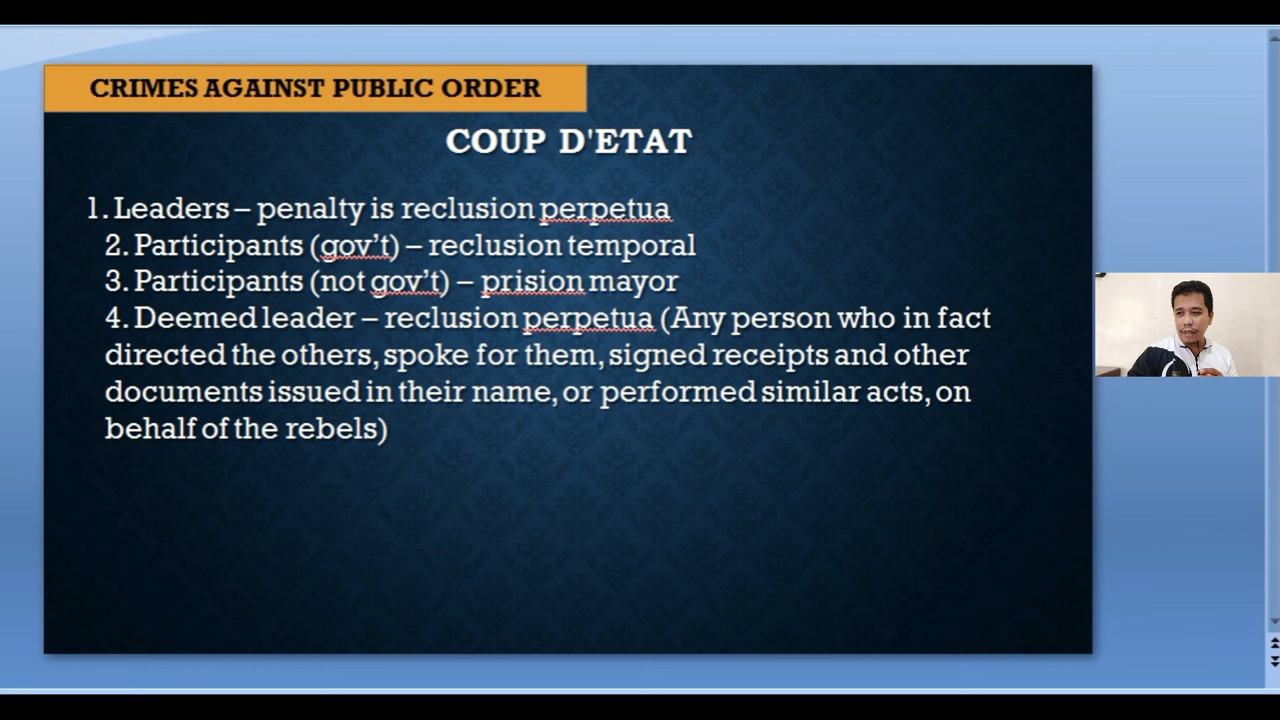 CRIMES AGAINST PUBLIC ORDER
COUP D'ETAT
1. Leaders – penalty is reclusion perpetua
2. Participants (gov't) – reclusion temporal
3. Participants (not gov't) – prision mayor
4. Deemed leader – reclusion perpetua (Any person who in fact
directed the others, spoke for them, signed receipts and other
documents issued in their name, or performed similar acts, on
behalf of the rebels)